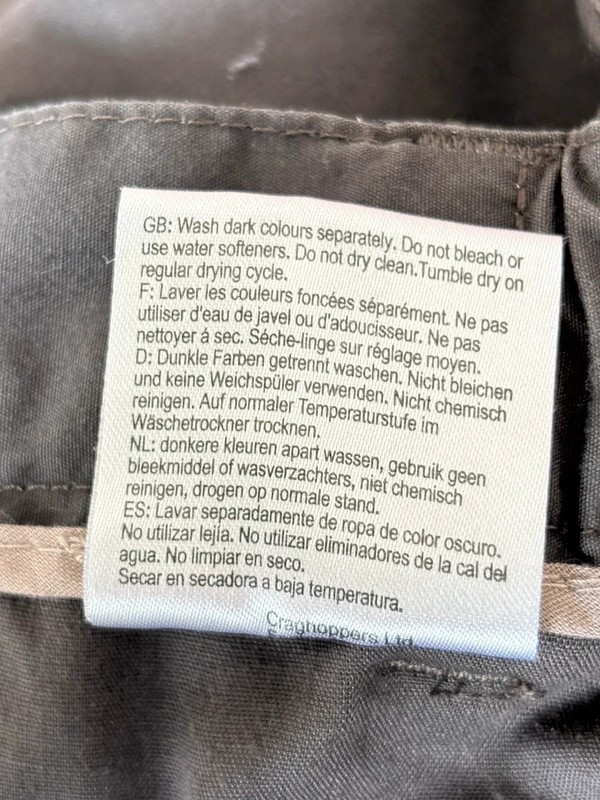 GB: Wash dark colours separately. Do not bleach or
use water softeners. Do not dry clean.Tumble dry on
regular drying cycle.
F: Laver les couleurs foncées séparément. Ne pas
utiliser d'eau de javel ou d'adoucisseur. Ne pas
nettoyer á sec. Séche-linge sur réglage moyen.
D: Dunkle Farben getrennt waschen. Nicht bleichen
und keine Weichspüler verwenden. Nicht chemisch
reinigen. Auf normaler Temperaturstufe im
Wäschetrockner trocknen.
NL: donkere kleuren apart wassen, gebruik geen
bleekmiddel of wasverzachters, niet chemisch
reinigen, drogen op normale stand.
ES: Lavar separadamente de ropa de color oscuro.
No utilizar lejía. No utilizar eliminadores de la cal del
agua. No limpiar en seco.
Secar en secadora a baja temperatura.
Craghoppers Ltd